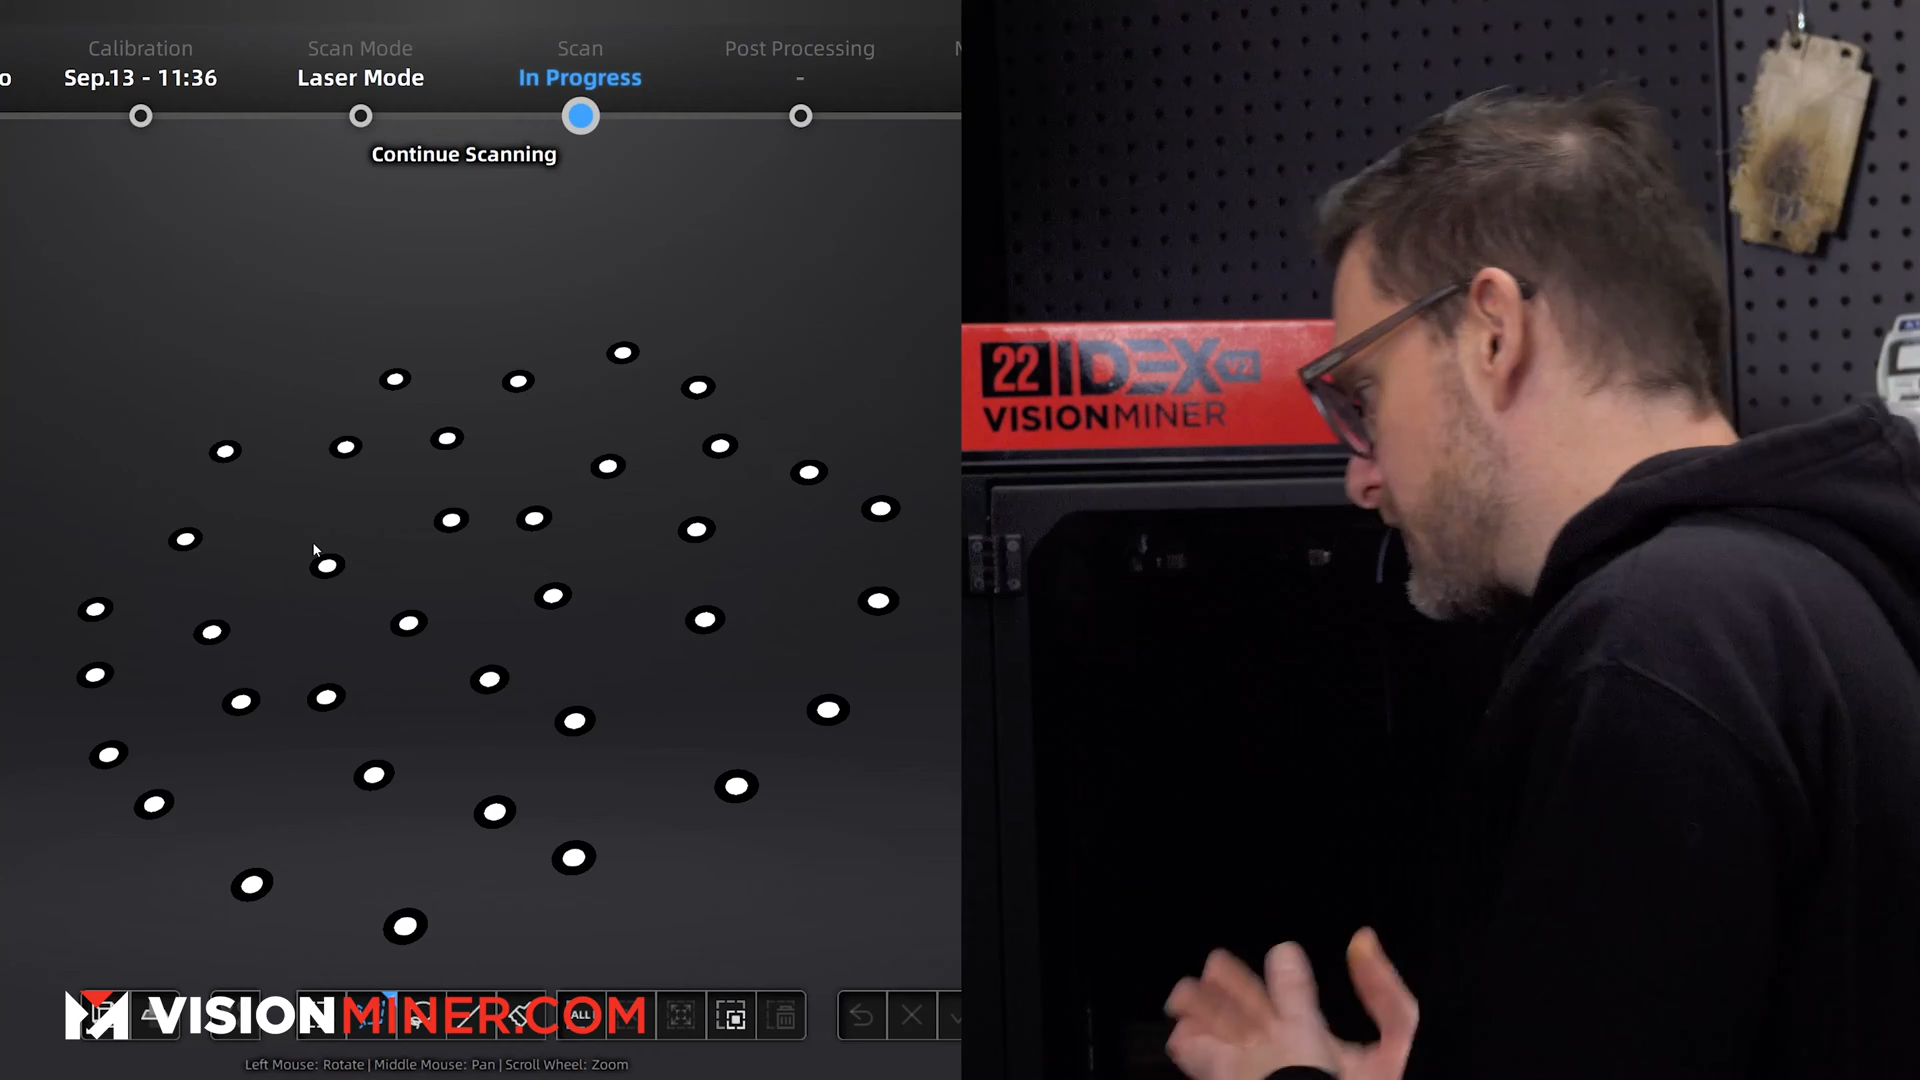 Calibration
Sep.13 - 11:36
Scan Mode
Laser Mode
Scan
In Progress
Post Processing
-
Continue Scanning
22 IDEX V2
VISIONMINER
VISIONMINER.COM
ALL
Left Mouse: Rotate | Middle Mouse: Pan | Scroll Wheel: Zoom